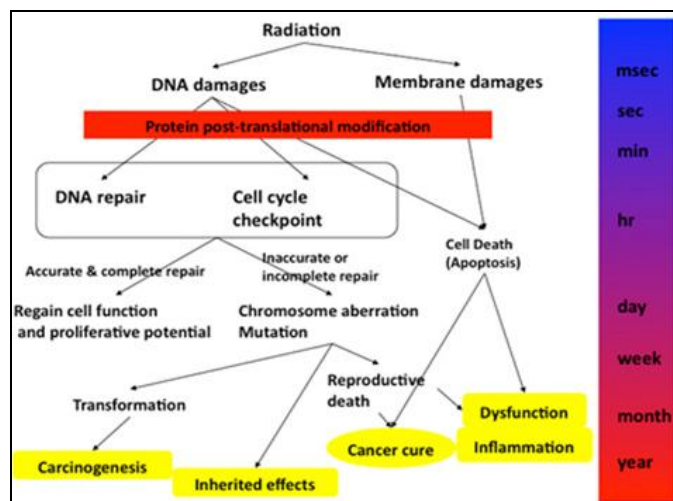 Radiation
DNA damages
Membrane damages
Protein post-translational modification
DNA repair
Cell cycle
checkpoint
Cell Death
(Apoptosis)
Accurate & complete repair
Inaccurate or
incomplete repair
Regain cell function
and proliferative potential
Chromosome aberration
Mutation
Transformation
Reproductive
death
Carcinogenesis
Inherited effects
Cancer cure
Dysfunction
Inflammation
msec
sec
min
hr
day
week
month
year